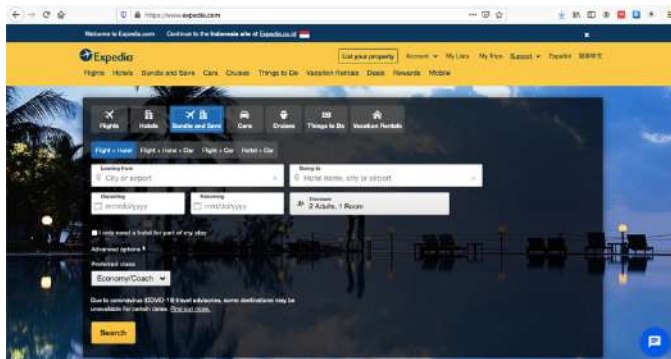 https://www.expedia.com
Welcome to Expedia.com Continue to the Indonesia site at Expedia.co.id
Expedia
List your property Account My Lists My Trips Support Español 简体中文
Flights Hotels Bundle and Save Cars Cruises Things to Do Vacation Rentals Deals Rewards Mobile
Flights Hotels Bundle and Save Cars Cruises Things to Do Vacation Rentals
Flight + Hotel Flight + Hotel + Car Flight + Car Hotel + Car
Leaving from Going to
City or airport Hotel name, city or airport
Departing Returning Travelers
mm/dd/yyyy mm/dd/yyyy 2 Adults, 1 Room
I only need a hotel for part of my stay
Advanced options
Preferred class
Economy/Coach
Due to coronavirus (COVID-19) travel advisories, some destinations may be
unavailable for certain dates. Find out more.
Search